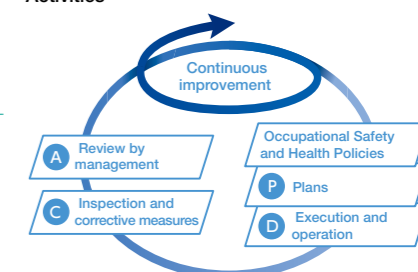 Activities
Continuous
improvement
A Review by
management
C Inspection and
corrective measures
Occupational Safety
and Health Policies
P Plans
D Execution and
operation